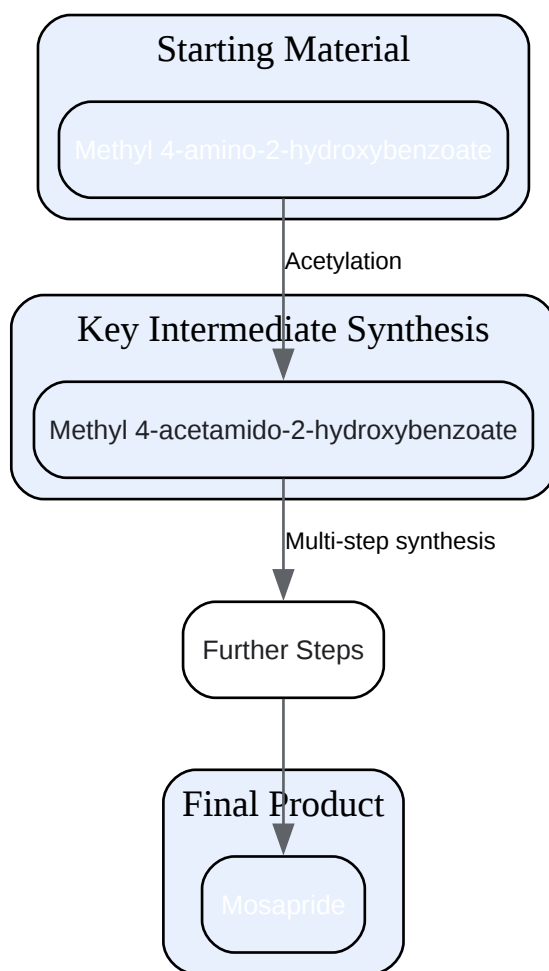 Starting Material
Methyl 4-amino-2-hydroxybenzoate
Acetylation
Key Intermediate Synthesis
Methyl 4-acetamido-2-hydroxybenzoate
Multi-step synthesis
Further Steps
Final Product
Mosapride